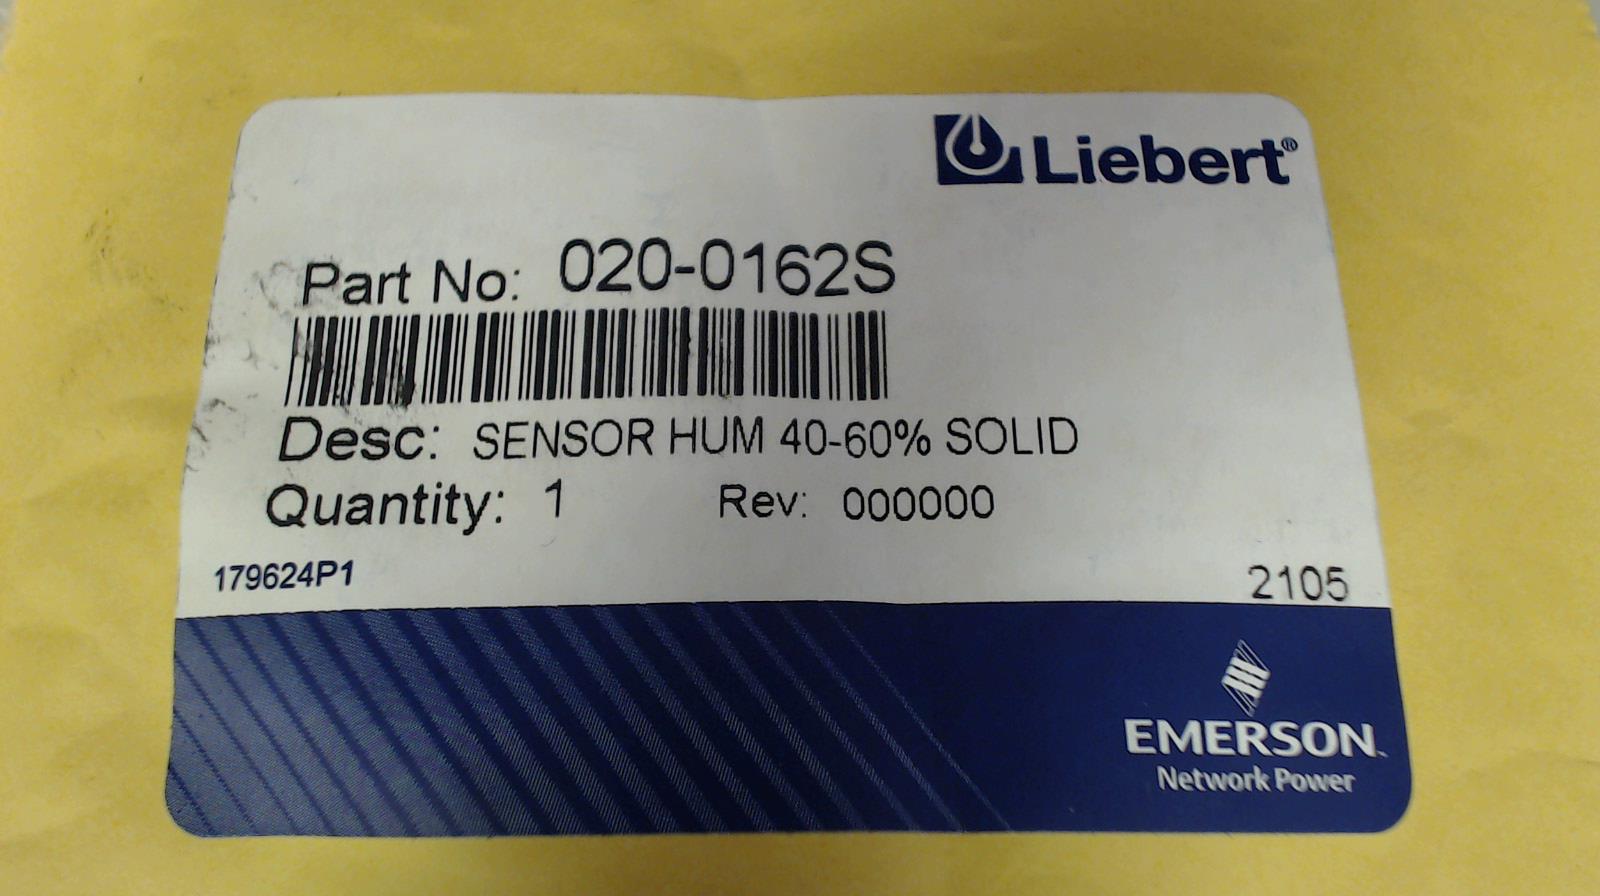 Liebert®
Part No: 020-0162S
Desc: SENSOR HUM 40-60% SOLID
Quantity: 1 Rev: 000000
179624P1 2105
EMERSON™
Network Power